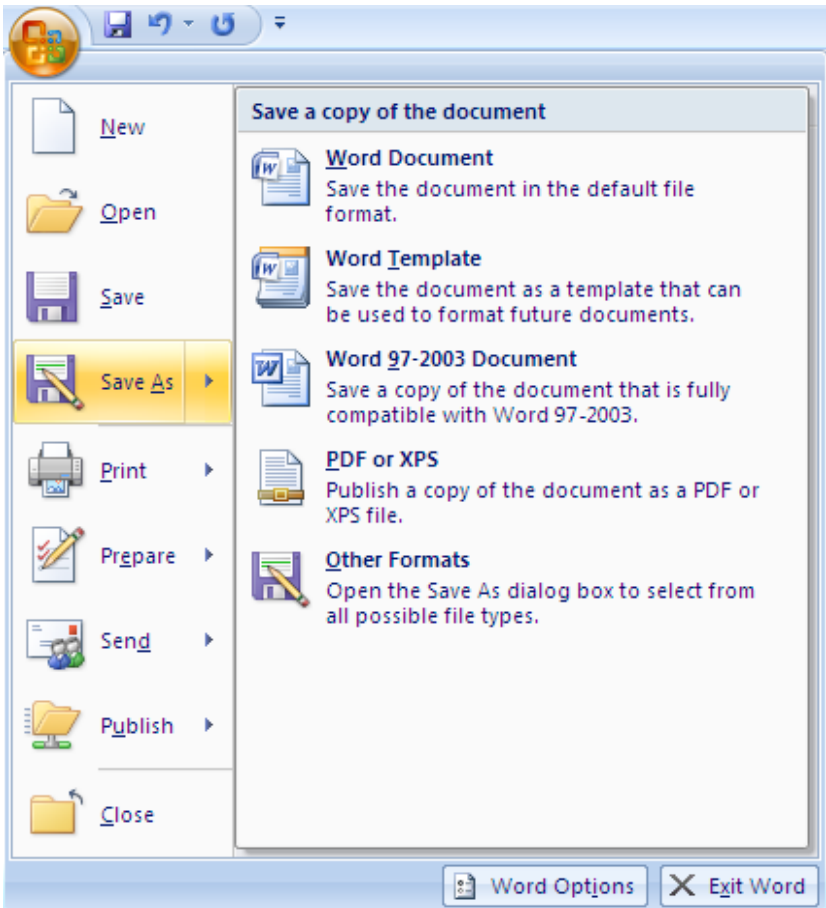 New
Open
Save
Save As
Print
Prepare
Send
Publish
Close
Save a copy of the document
Word Document
Save the document in the default file
format.
Word Template
Save the document as a template that can
be used to format future documents.
Word 97-2003 Document
Save a copy of the document that is fully
compatible with Word 97-2003.
PDF or XPS
Publish a copy of the document as a PDF or
XPS file.
Other Formats
Open the Save As dialog box to select from
all possible file types.
Word Options
Exit Word